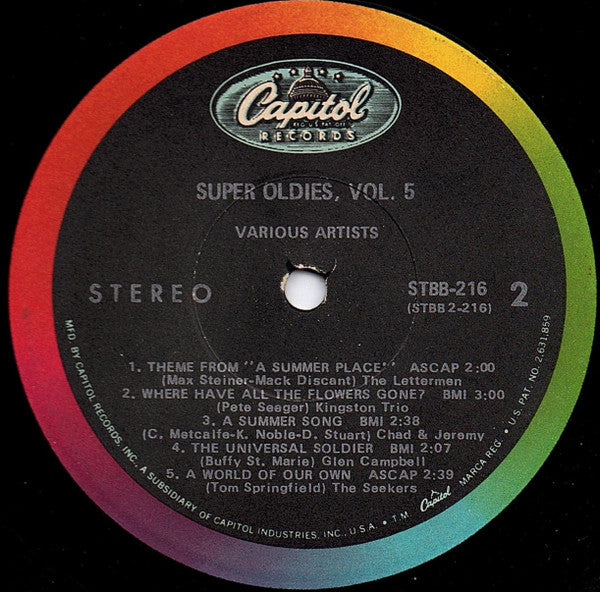 Capitol
REG. U.S. PAT. OFF.
RECORDS
SUPER OLDIES, VOL. 5
VARIOUS ARTISTS
STEREO
STBB-216 2
(STBB 2-216)
1. THEME FROM "A SUMMER PLACE" ASCAP 2:00
(Max Steiner-Mack Discant) The Lettermen
2. WHERE HAVE ALL THE FLOWERS GONE? BMI 3:00
(Pete Seeger) Kingston Trio
3. A SUMMER SONG BMI 2:38
(C. Metcalfe-K. Noble-D. Stuart) Chad & Jeremy
4. THE UNIVERSAL SOLDIER BMI 2:07
(Buffy St. Marie) Glen Campbell
5. A WORLD OF OUR OWN ASCAP 2:39
(Tom Springfield) The Seekers
MFD. BY CAPITOL RECORDS, INC., A SUBSIDIARY OF CAPITOL INDUSTRIES, INC., U.S.A. • T.M. Capitol MARCA REG. • U.S. PAT. NO. 2,631,859